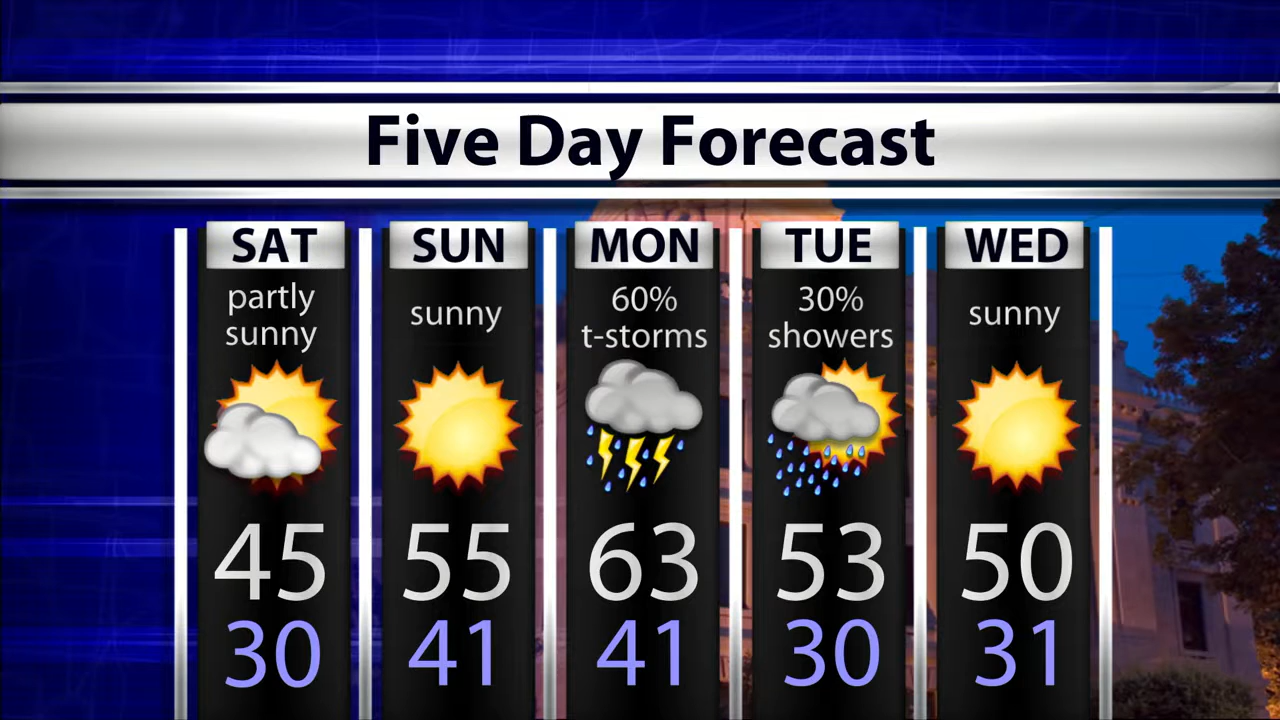 Five Day Forecast
SAT SUN MON TUE WED
partly sunny
sunny
60% t-storms
30% showers
sunny
45 55 63 53 50
30 41 41 30 31